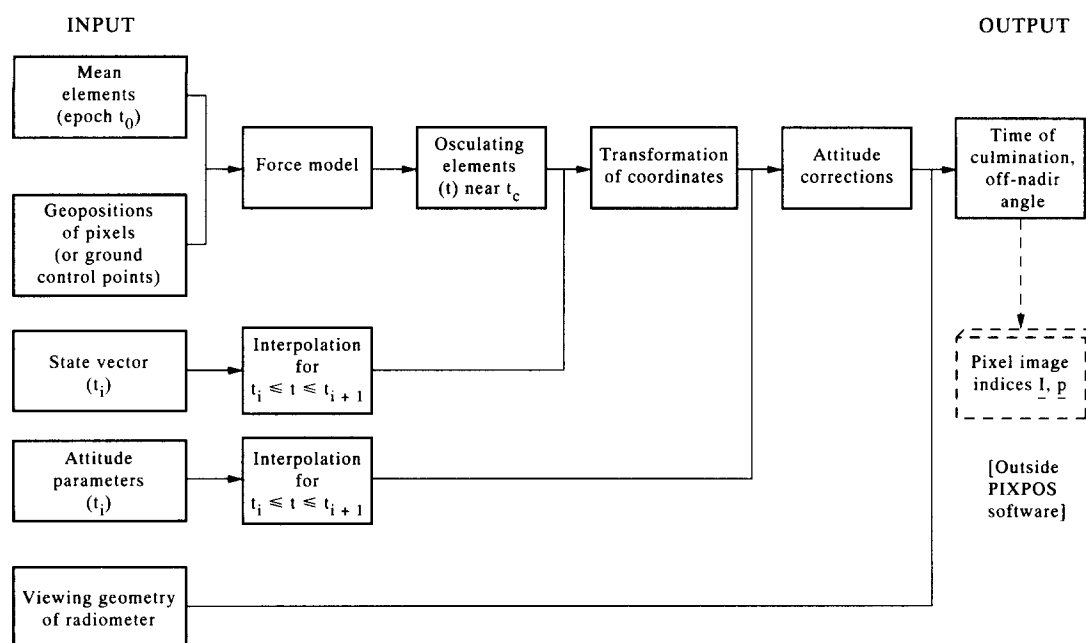 INPUT
OUTPUT
Mean
elements
(epoch t0)
Geopositions
of pixels
(or ground
control points)
Force model
Osculating
elements
(t) near tc
Transformation
of coordinates
Attitude
corrections
Time of
culmination,
off-nadir
angle
State vector
(ti)
Interpolation
for
ti ≤ t ≤ ti + 1
Pixel image
indices I, p
Attitude
parameters
(ti)
Interpolation
for
ti ≤ t ≤ ti + 1
[Outside
PIXPOS
software]
Viewing geometry
of radiometer